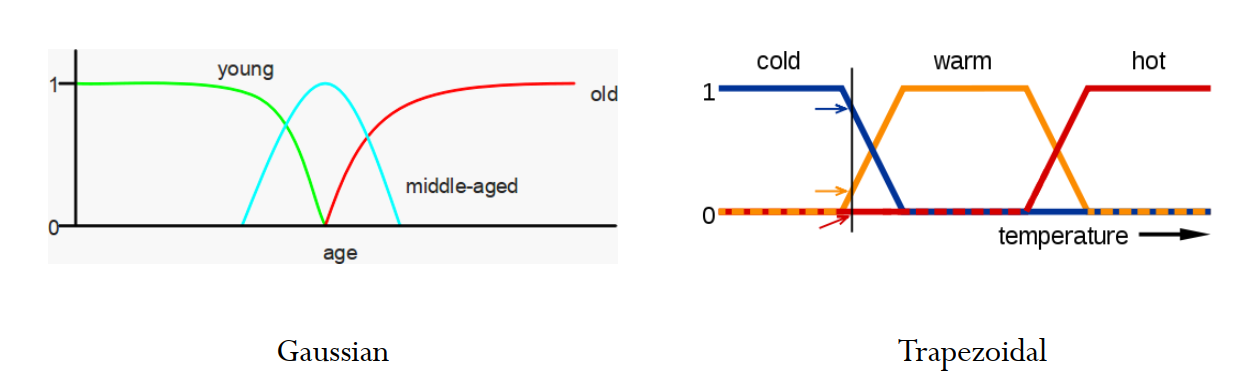 young
1
old
middle-aged
0
age
Gaussian
cold warm hot
1
0
temperature
Trapezoidal